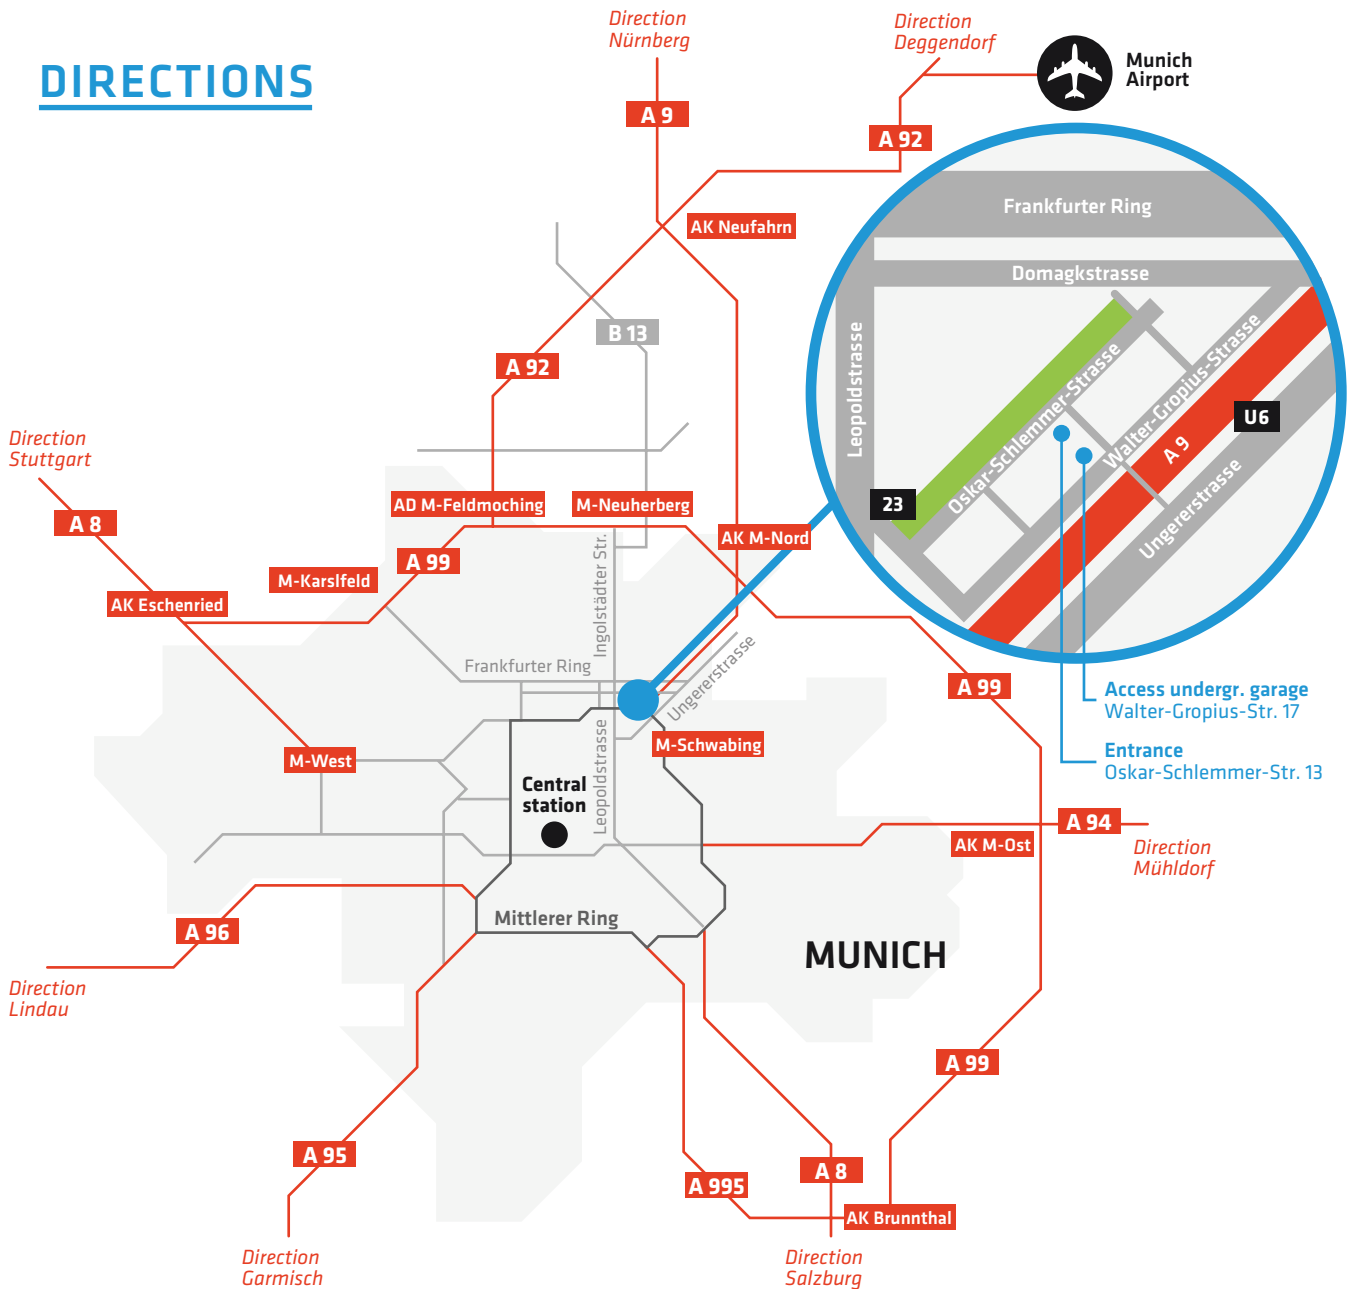 DIRECTIONS
Direction
Nürnberg
Direction
Deggendorf
Munich
Airport
A 9
A 92
Frankfurter Ring
AK Neufahrn
Domagkstrasse
B 13
A 92
Leopoldstrasse
Oskar-Schlemmer-Strasse
Walter-Gropius-Strasse
U6
A 9
Ungererstrasse
23
Direction
Stuttgart
A 8
AD M-Feldmoching
M-Neuherberg
AK M-Nord
A 99
M-Karslfeld
AK Eschenried
Ingolstädter Str.
Frankfurter Ring
Ungererstrasse
A 99
Access undergr. garage
Walter-Gropius-Str. 17
Entrance
Oskar-Schlemmer-Str. 13
M-West
M-Schwabing
Leopoldstrasse
Central
station
A 94
AK M-Ost
Direction
Mühldorf
Mittlerer Ring
A 96
MUNICH
Direction
Lindau
A 99
A 95
A 8
A 995
AK Brunnthal
Direction
Garmisch
Direction
Salzburg